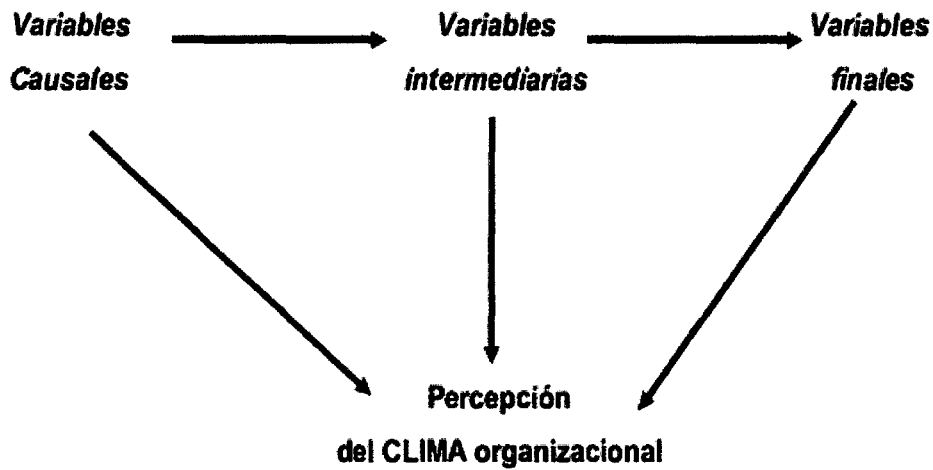 Variables
Causales
Variables
intermediarias
Variables
finales
Percepción
del CLIMA organizacional